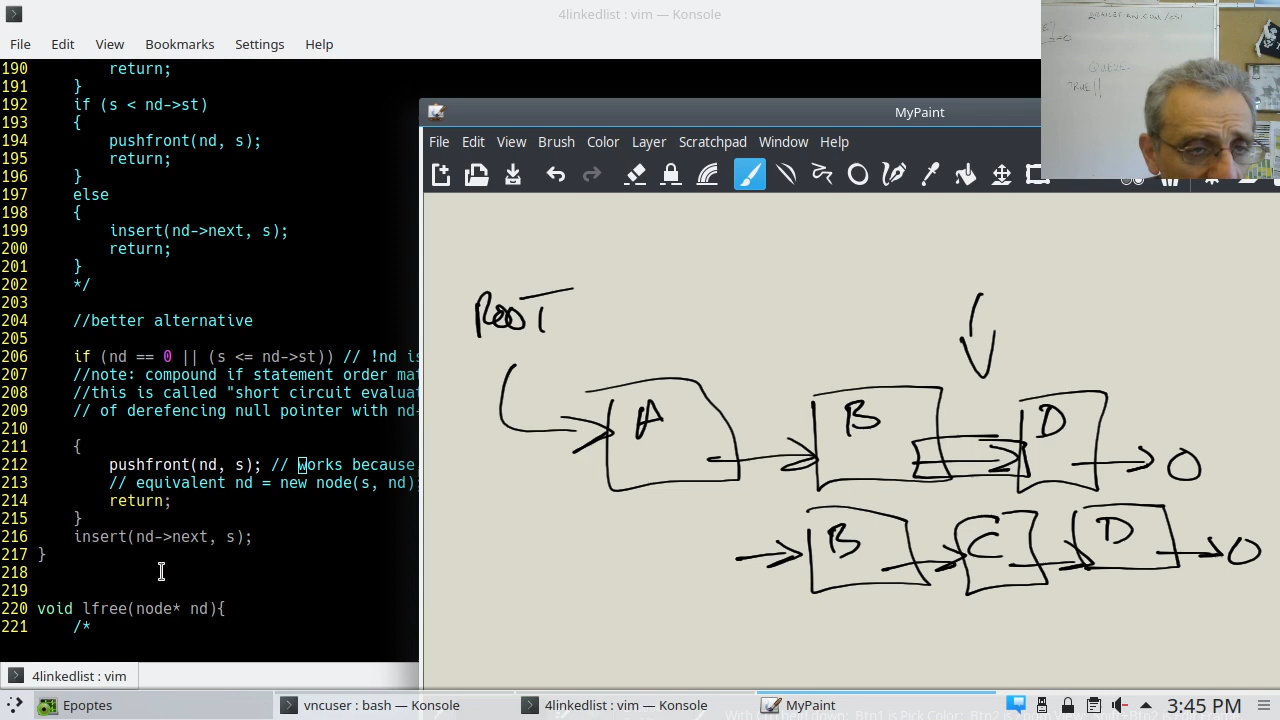 4linkedlist : vim — Konsole
File Edit View Bookmarks Settings Help
190 return;
191 }
192 if (s < nd->st)
193 {
194 pushfront(nd, s);
195 return;
196 }
197 else
198 {
199 insert(nd->next, s);
200 return;
201 }
202 */
203
204 //better alternative
205
206 if (nd == 0 || (s <= nd->st)) // !nd is
207 //note: compound if statement order mat
208 //this is called "short circuit evaluat
209 // of derefencing null pointer with nd-
210
211 {
212 pushfront(nd, s); // works because
213 // equivalent nd = new node(s, nd)
214 return;
215 }
216 insert(nd->next, s);
217 }
218
219
220 void lfree(node* nd){
221 /*
4linkedlist : vim
MyPaint
File Edit View Brush Color Layer Scratchpad Window Help
ROOT
A B D 0
B C D 0
QUEUE
TRUE!!
Epoptes
vrcuser : bash — Konsole
4linkedlist : vim — Konsole
MyPaint
3:45 PM